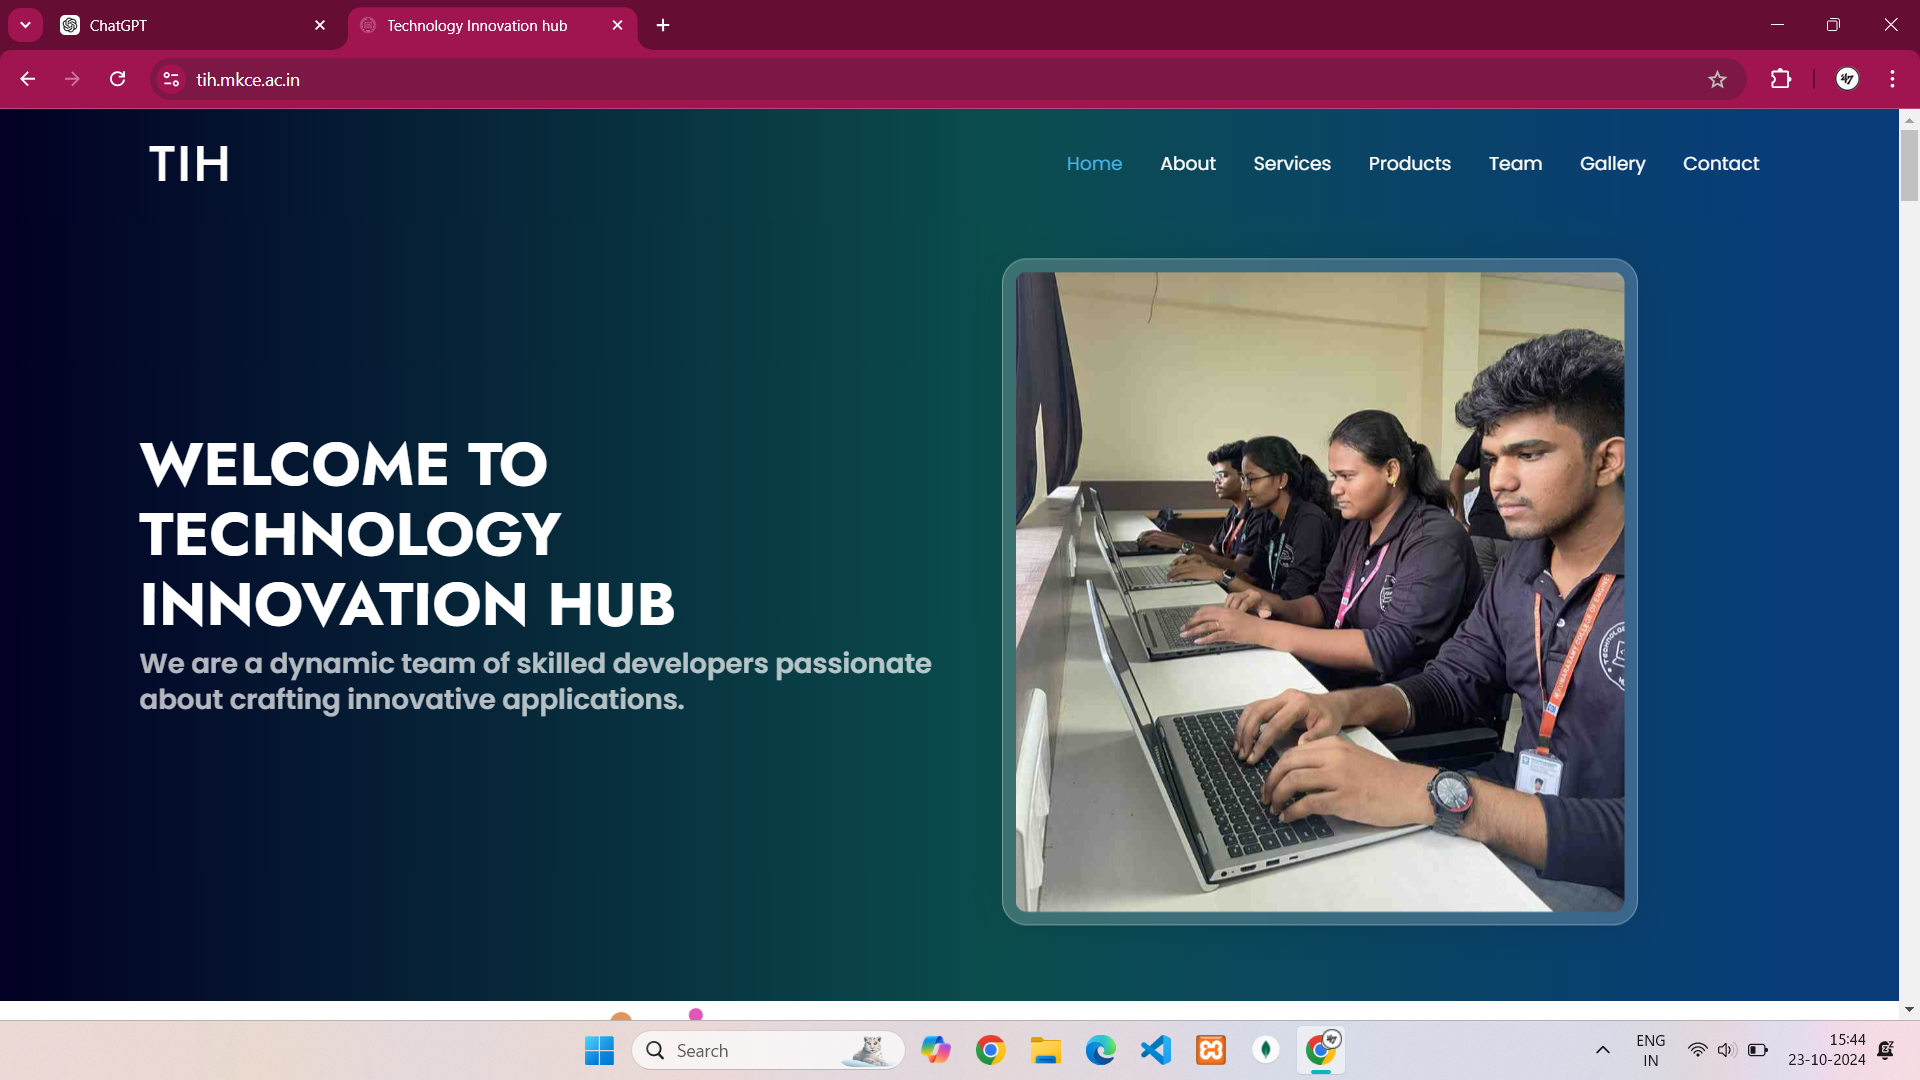 ChatGPT
Technology Innovation hub
tih.mkce.ac.in
TIH
Home About Services Products Team Gallery Contact
WELCOME TO
TECHNOLOGY
INNOVATION HUB
We are a dynamic team of skilled developers passionate
about crafting innovative applications.
Search
ENG
IN
15:44
23-10-2024